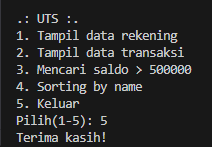 .: UTS :.
1. Tampil data rekening
2. Tampil data transaksi
3. Mencari saldo > 500000
4. Sorting by name
5. Keluar
Pilih(1-5): 5
Terima kasih!